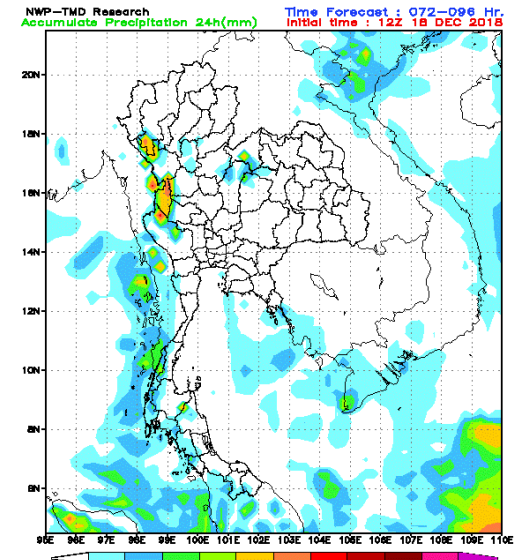 NWP-TMD Research
Time Forecast : 072-096 Hr.
Accumulate Precipitation 24h(mm)
Initial time : 12Z 16 DEC 2018
20N
18N
16N
14N
12N
10N
8N
6N
95E 96E 97E 98E 99E 100E 101E 102E 103E 104E 105E 106E 107E 108E 109E 110E